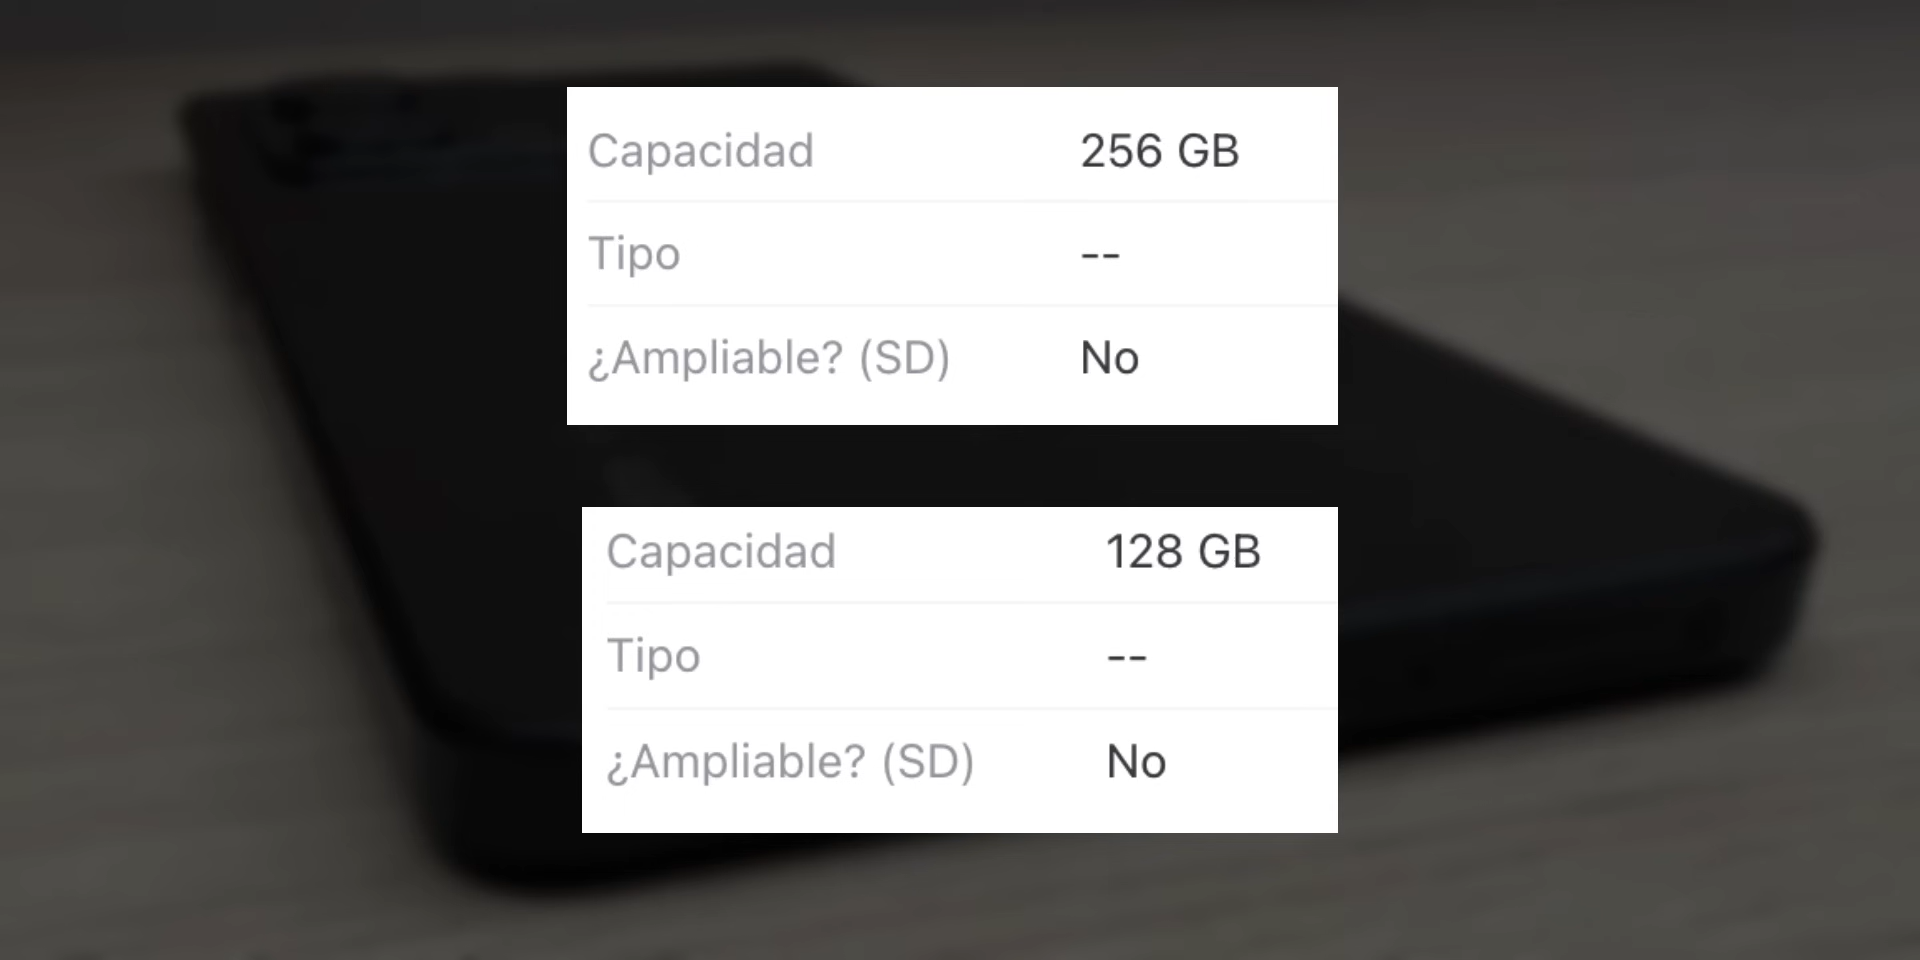 Capacidad 256 GB
Tipo --
¿Ampliable? (SD) No
Capacidad 128 GB
Tipo --
¿Ampliable? (SD) No